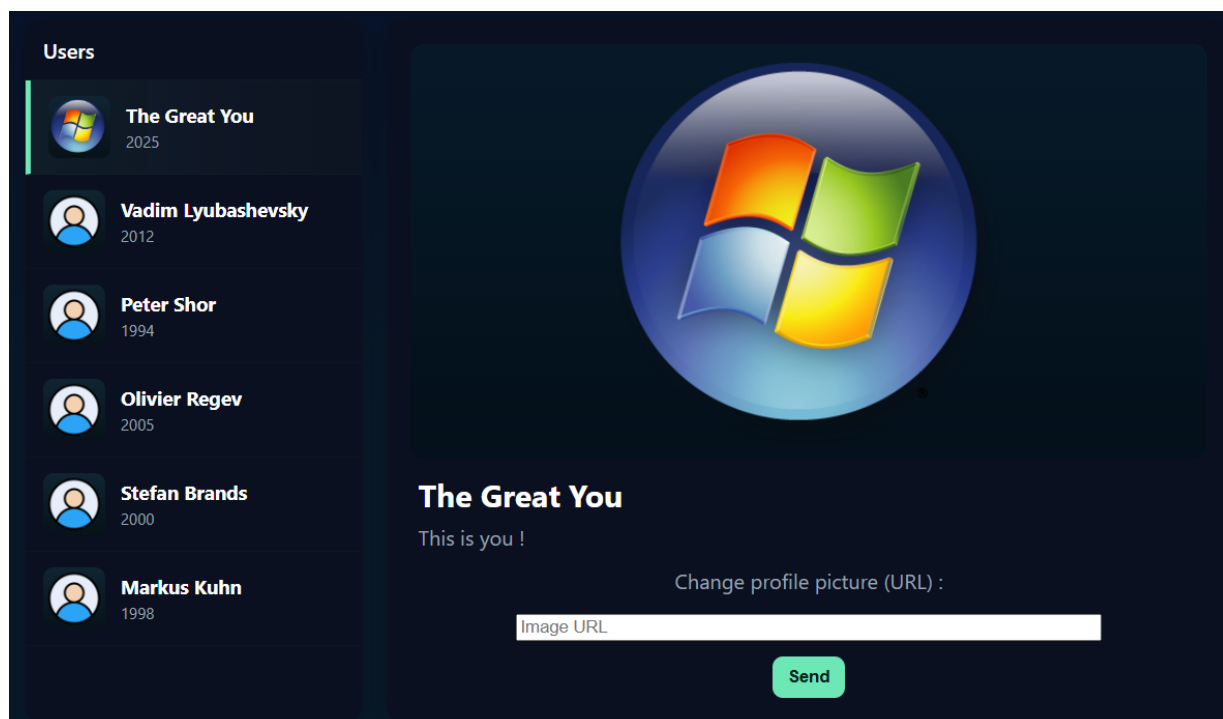 Users
The Great You
2025
Vadim Lyubashevsky
2012
Peter Shor
1994
Olivier Regev
2005
Stefan Brands
2000
Markus Kuhn
1998
®
The Great You
This is you !
Change profile picture (URL) :
Image URL
Send